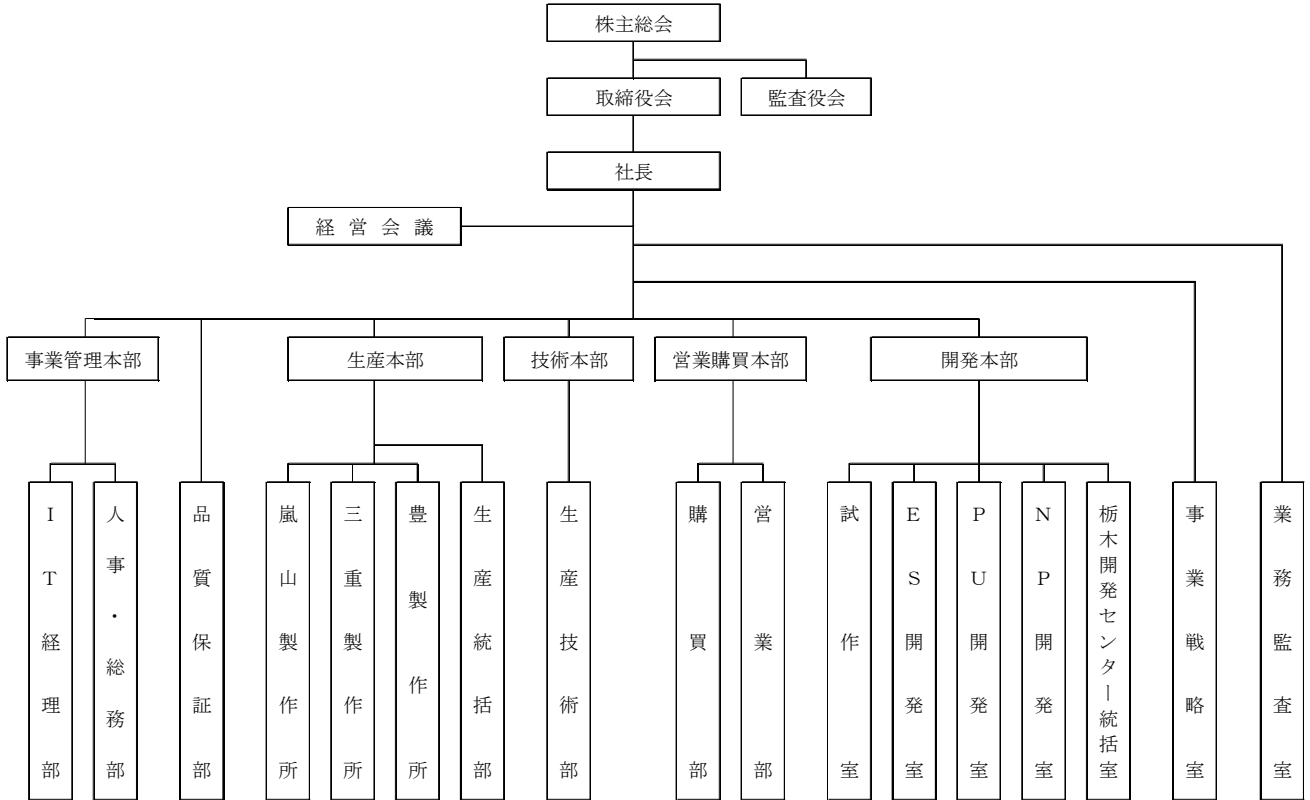 株主総会
取締役会
監査役会
社長
経営会議
事業管理本部
生産本部
技術本部
営業購買本部
開発本部
IT経理部
人事・総務部
品質保証部
嵐山製作所
三重製作所
豊製作所
生産統括部
生産技術部
購買部
営業部
試作室
ES開発室
PU開発室
NP開発室
栃木開発センター統括室
事業戦略室
業務監査室